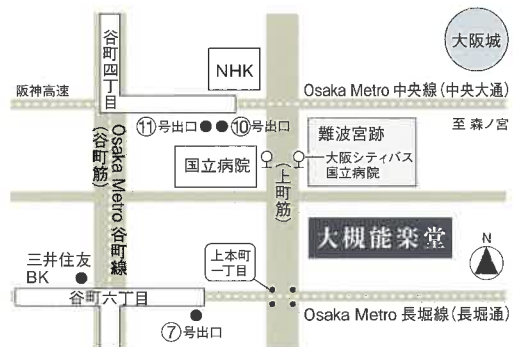 大阪城
谷町四丁目
NHK
阪神高速
Osaka Metro 中央線(中央大通)
至 森ノ宮
⑪号出口
⑩号出口
難波宮跡
大阪シティバス
国立病院
国立病院
(上町筋)
Osaka Metro 谷町線
(谷町筋)
大槻能楽堂
N
三井住友
BK
上本町
一丁目
谷町六丁目
⑦号出口
Osaka Metro 長堀線(長堀通)